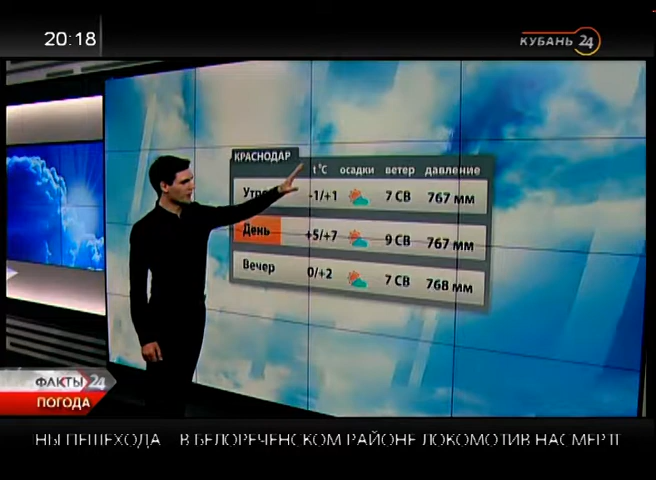 20:18
КУБАНЬ 24
КРАСНОДАР
t°C осадки ветер давление
Утро -1/+1 7 СВ 767 мм
День +5/+7 9 СВ 767 мм
Вечер 0/+2 7 СВ 768 мм
ФАКТЫ 24
ПОГОДА
НЫ ПЕШЕХОДА В БЕЛОРЕЧЕНСКОМ РАЙОНЕ ЛОКОМОТИВ